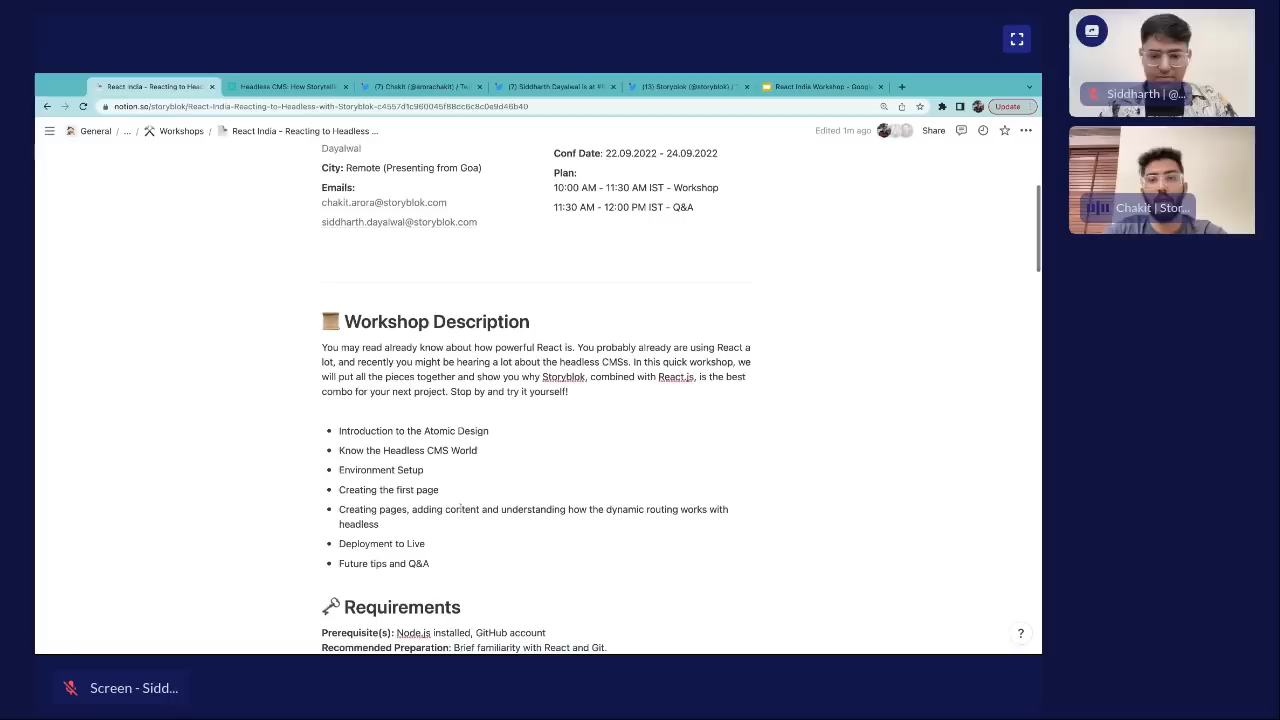 React India - Reacting to Head
Headless CMS: How Storytelli
(7) Chakit (@arorachakit) / Tw
(7) Siddharth Dayalwal is at #R
(13) Storyblok (@storyblok) /
React India Workshop - Google
notion.so/storyblok/React-India-Reacting-to-Headless-with-Storyblok-c4557d1c960045f88cc6c8c0e9d46b40
Update
General / ... / Workshops / React India - Reacting to Headless ...
Edited 1m ago
Share
Dayalwal
City: Remote (Presenting from Goa)
Emails:
chakit.arora@storyblok.com
siddharth.dayalwal@storyblok.com
Conf Date: 22.09.2022 - 24.09.2022
Plan:
10:00 AM - 11:30 AM IST - Workshop
11:30 AM - 12:00 PM IST - Q&A
Workshop Description
You may read already know about how powerful React is. You probably already are using React a
lot, and recently you might be hearing a lot about the headless CMSs. In this quick workshop, we
will put all the pieces together and show you why Storyblok, combined with React.js, is the best
combo for your next project. Stop by and try it yourself!
• Introduction to the Atomic Design
• Know the Headless CMS World
• Environment Setup
• Creating the first page
• Creating pages, adding content and understanding how the dynamic routing works with
headless
• Deployment to Live
• Future tips and Q&A
Requirements
Prerequisite(s): Node.js installed, GitHub account
Recommended Preparation: Brief familiarity with React and Git.
?
Siddharth | @...
Chakit | Stor...
Screen - Sidd...